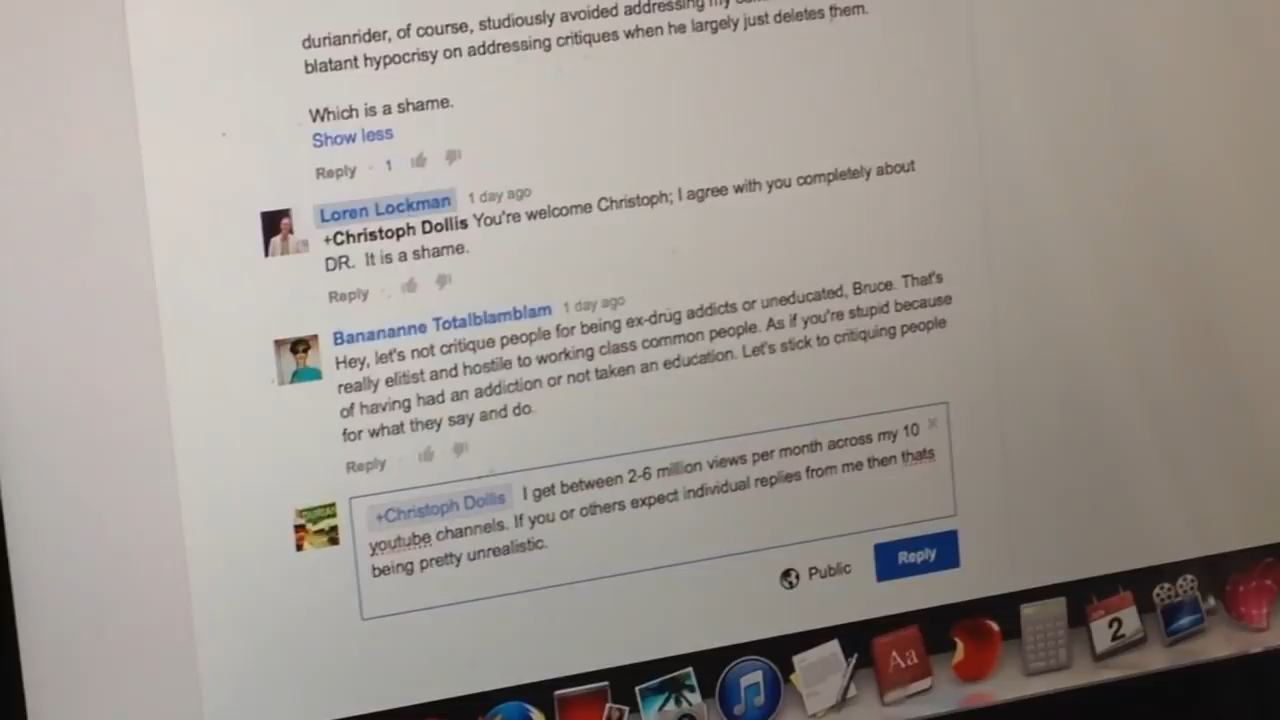 durianrider, of course, studiously avoided addressing my
blatant hypocrisy on addressing critiques when he largely just deletes them.
Which is a shame.
Show less
Reply · 1
Loren Lockman 1 day ago
+Christoph Dollis You're welcome Christoph; I agree with you completely about
DR. It is a shame.
Reply ·
Banananne Totalblamblam 1 day ago
Hey, let's not critique people for being ex-drug addicts or uneducated, Bruce. That's
really elitist and hostile to working class common people. As if you're stupid because
of having had an addiction or not taken an education. Let's stick to critiquing people
for what they say and do.
Reply ·
+Christoph Dollis I get between 2-6 million views per month across my 10
youtube channels. If you or others expect individual replies from me then thats
being pretty unrealistic.
Public Reply
Aa
2